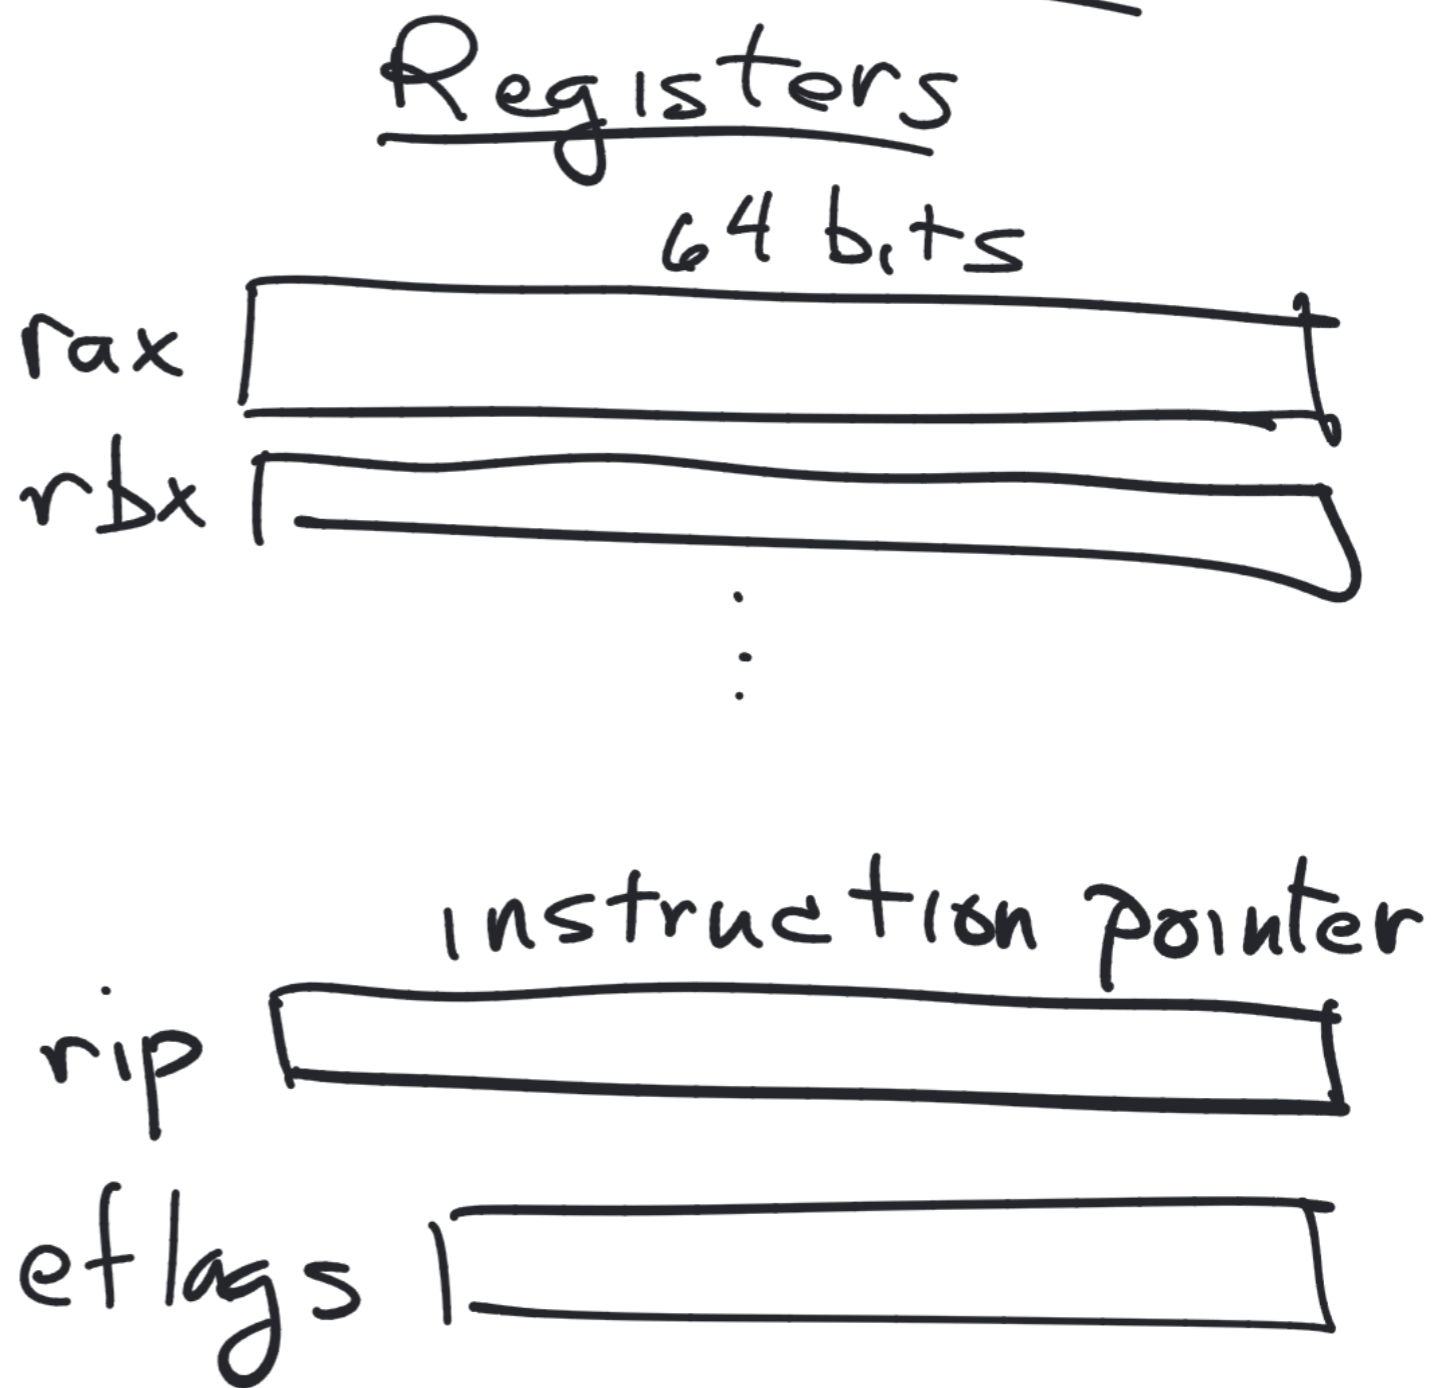 Registers
64 bits
rax
rbx
instruction pointer
rip
eflags